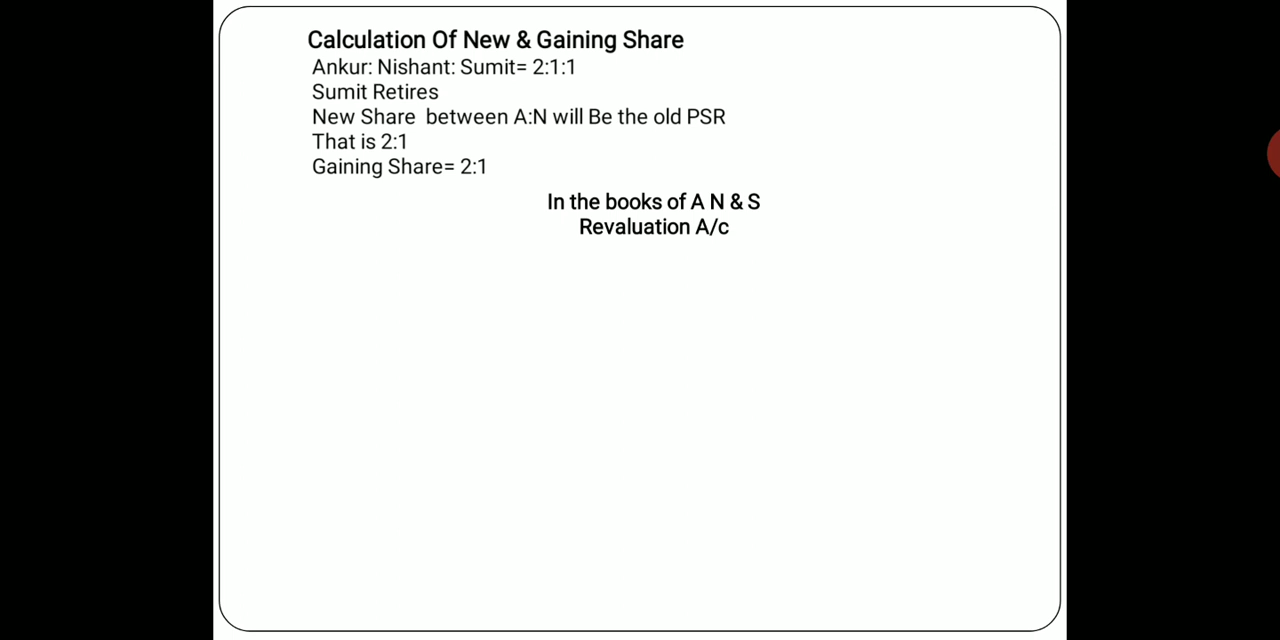 Calculation Of New & Gaining Share
Ankur: Nishant: Sumit= 2:1:1
Sumit Retires
New Share  between A:N will Be the old PSR
That is 2:1
Gaining Share= 2:1
In the books of A N & S
Revaluation A/c